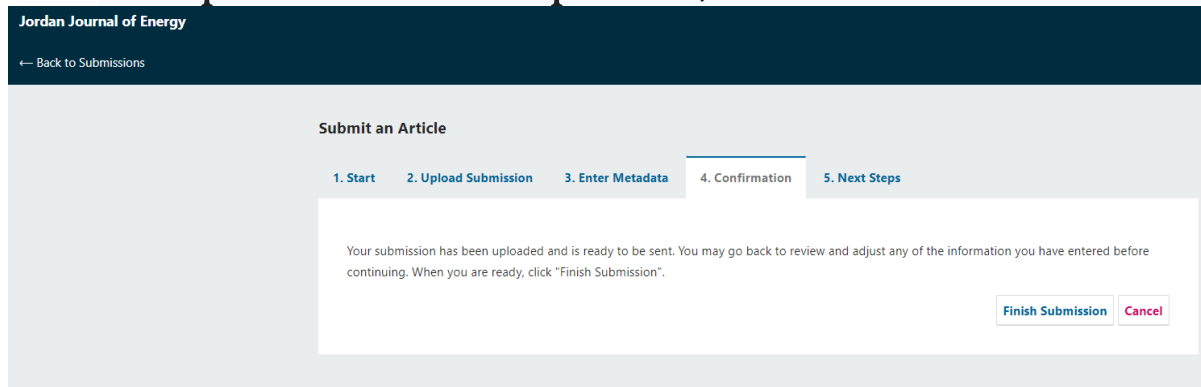 Jordan Journal of Energy
← Back to Submissions
Submit an Article
1. Start 2. Upload Submission 3. Enter Metadata 4. Confirmation 5. Next Steps
Your submission has been uploaded and is ready to be sent. You may go back to review and adjust any of the information you have entered before
continuing. When you are ready, click "Finish Submission".
Finish Submission Cancel